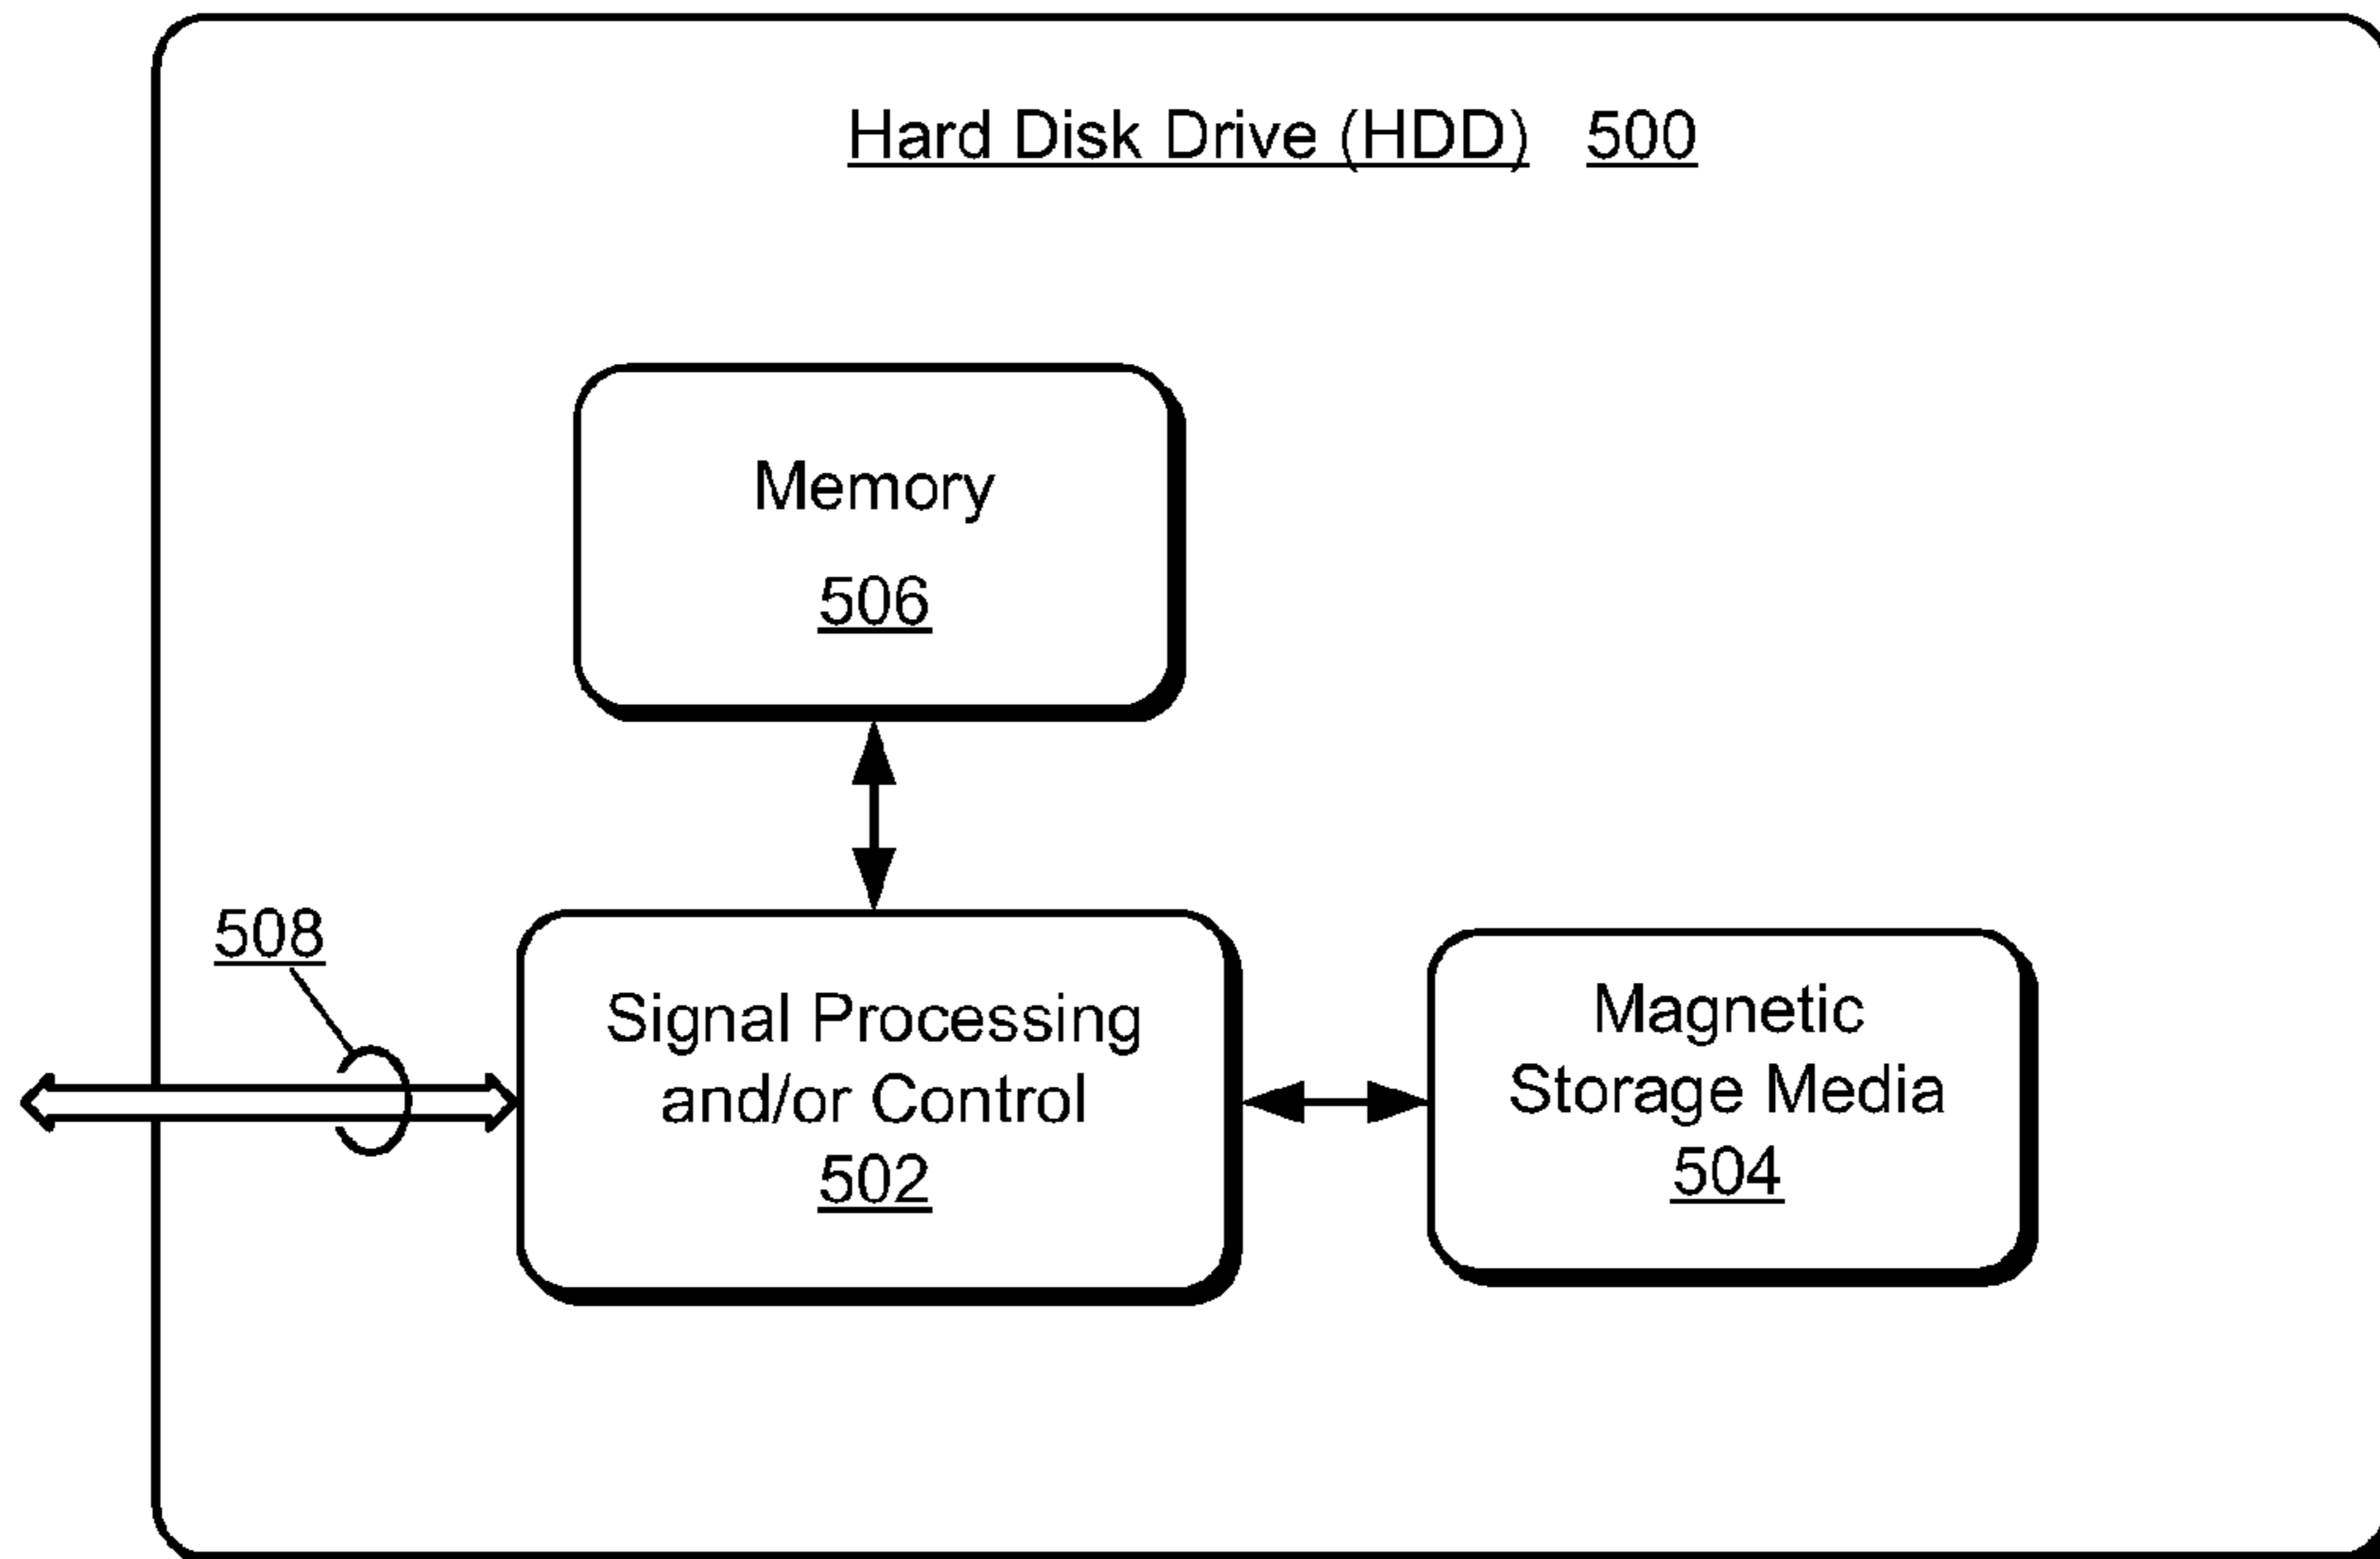 Hard Disk Drive (HDD) 500
Memory
506
508
Signal Processing
and/or Control
502
Magnetic
Storage Media
504